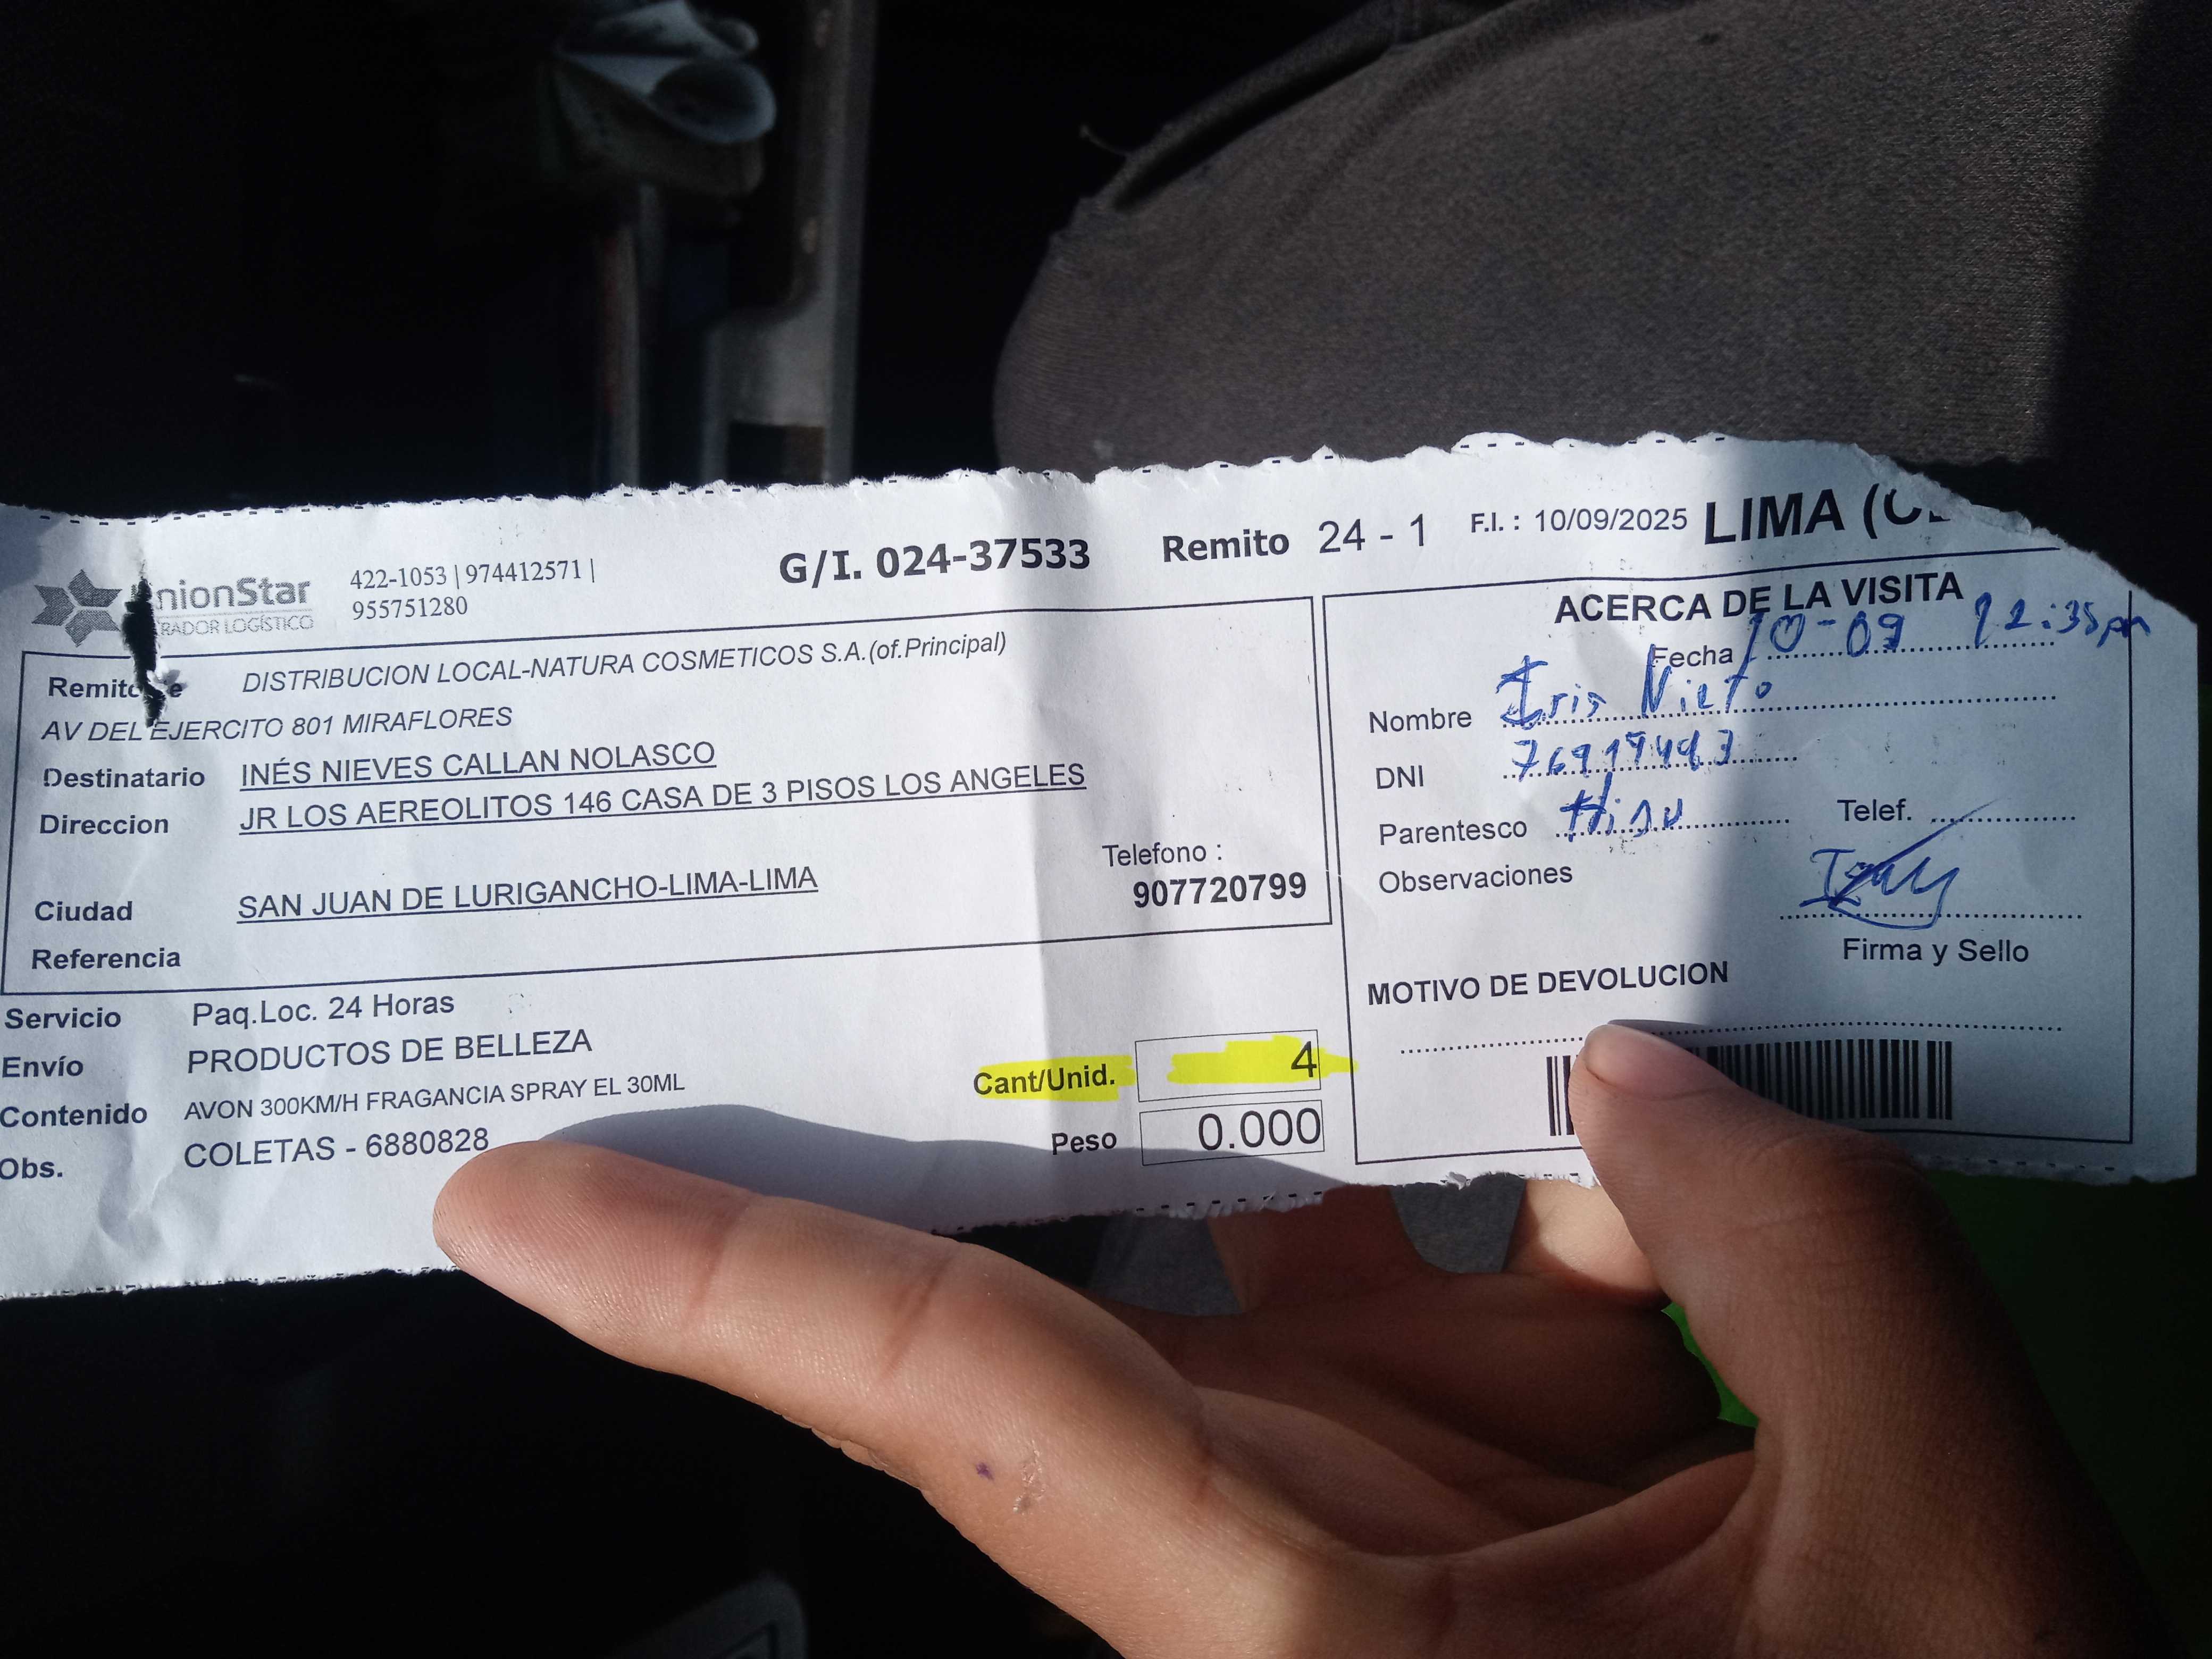 422-1053 | 974412571 |
955751280
G/I. 024-37533
Remito 24 - 1
F.I. : 10/09/2025
LIMA
nionStar
RADOR LOGÍSTICO
DISTRIBUCION LOCAL-NATURA COSMETICOS S.A.(of.Principal)
AV DEL EJERCITO 801 MIRAFLORES
Destinatario INÉS NIEVES CALLAN NOLASCO
Direccion JR LOS AEREOLITOS 146 CASA DE 3 PISOS LOS ANGELES
Telefono :
907720799
Ciudad SAN JUAN DE LURIGANCHO-LIMA-LIMA
Referencia
Servicio Paq.Loc. 24 Horas
Envío PRODUCTOS DE BELLEZA
Contenido AVON 300KM/H FRAGANCIA SPRAY EL 30ML
Obs. COLETAS - 6880828
Cant/Unid. 4
Peso 0.000
ACERCA DE LA VISITA
Fecha 10-09 12:35pm
Nombre Iris Nieto
DNI
Parentesco
Telef.
Observaciones
Firma y Sello
MOTIVO DE DEVOLUCION